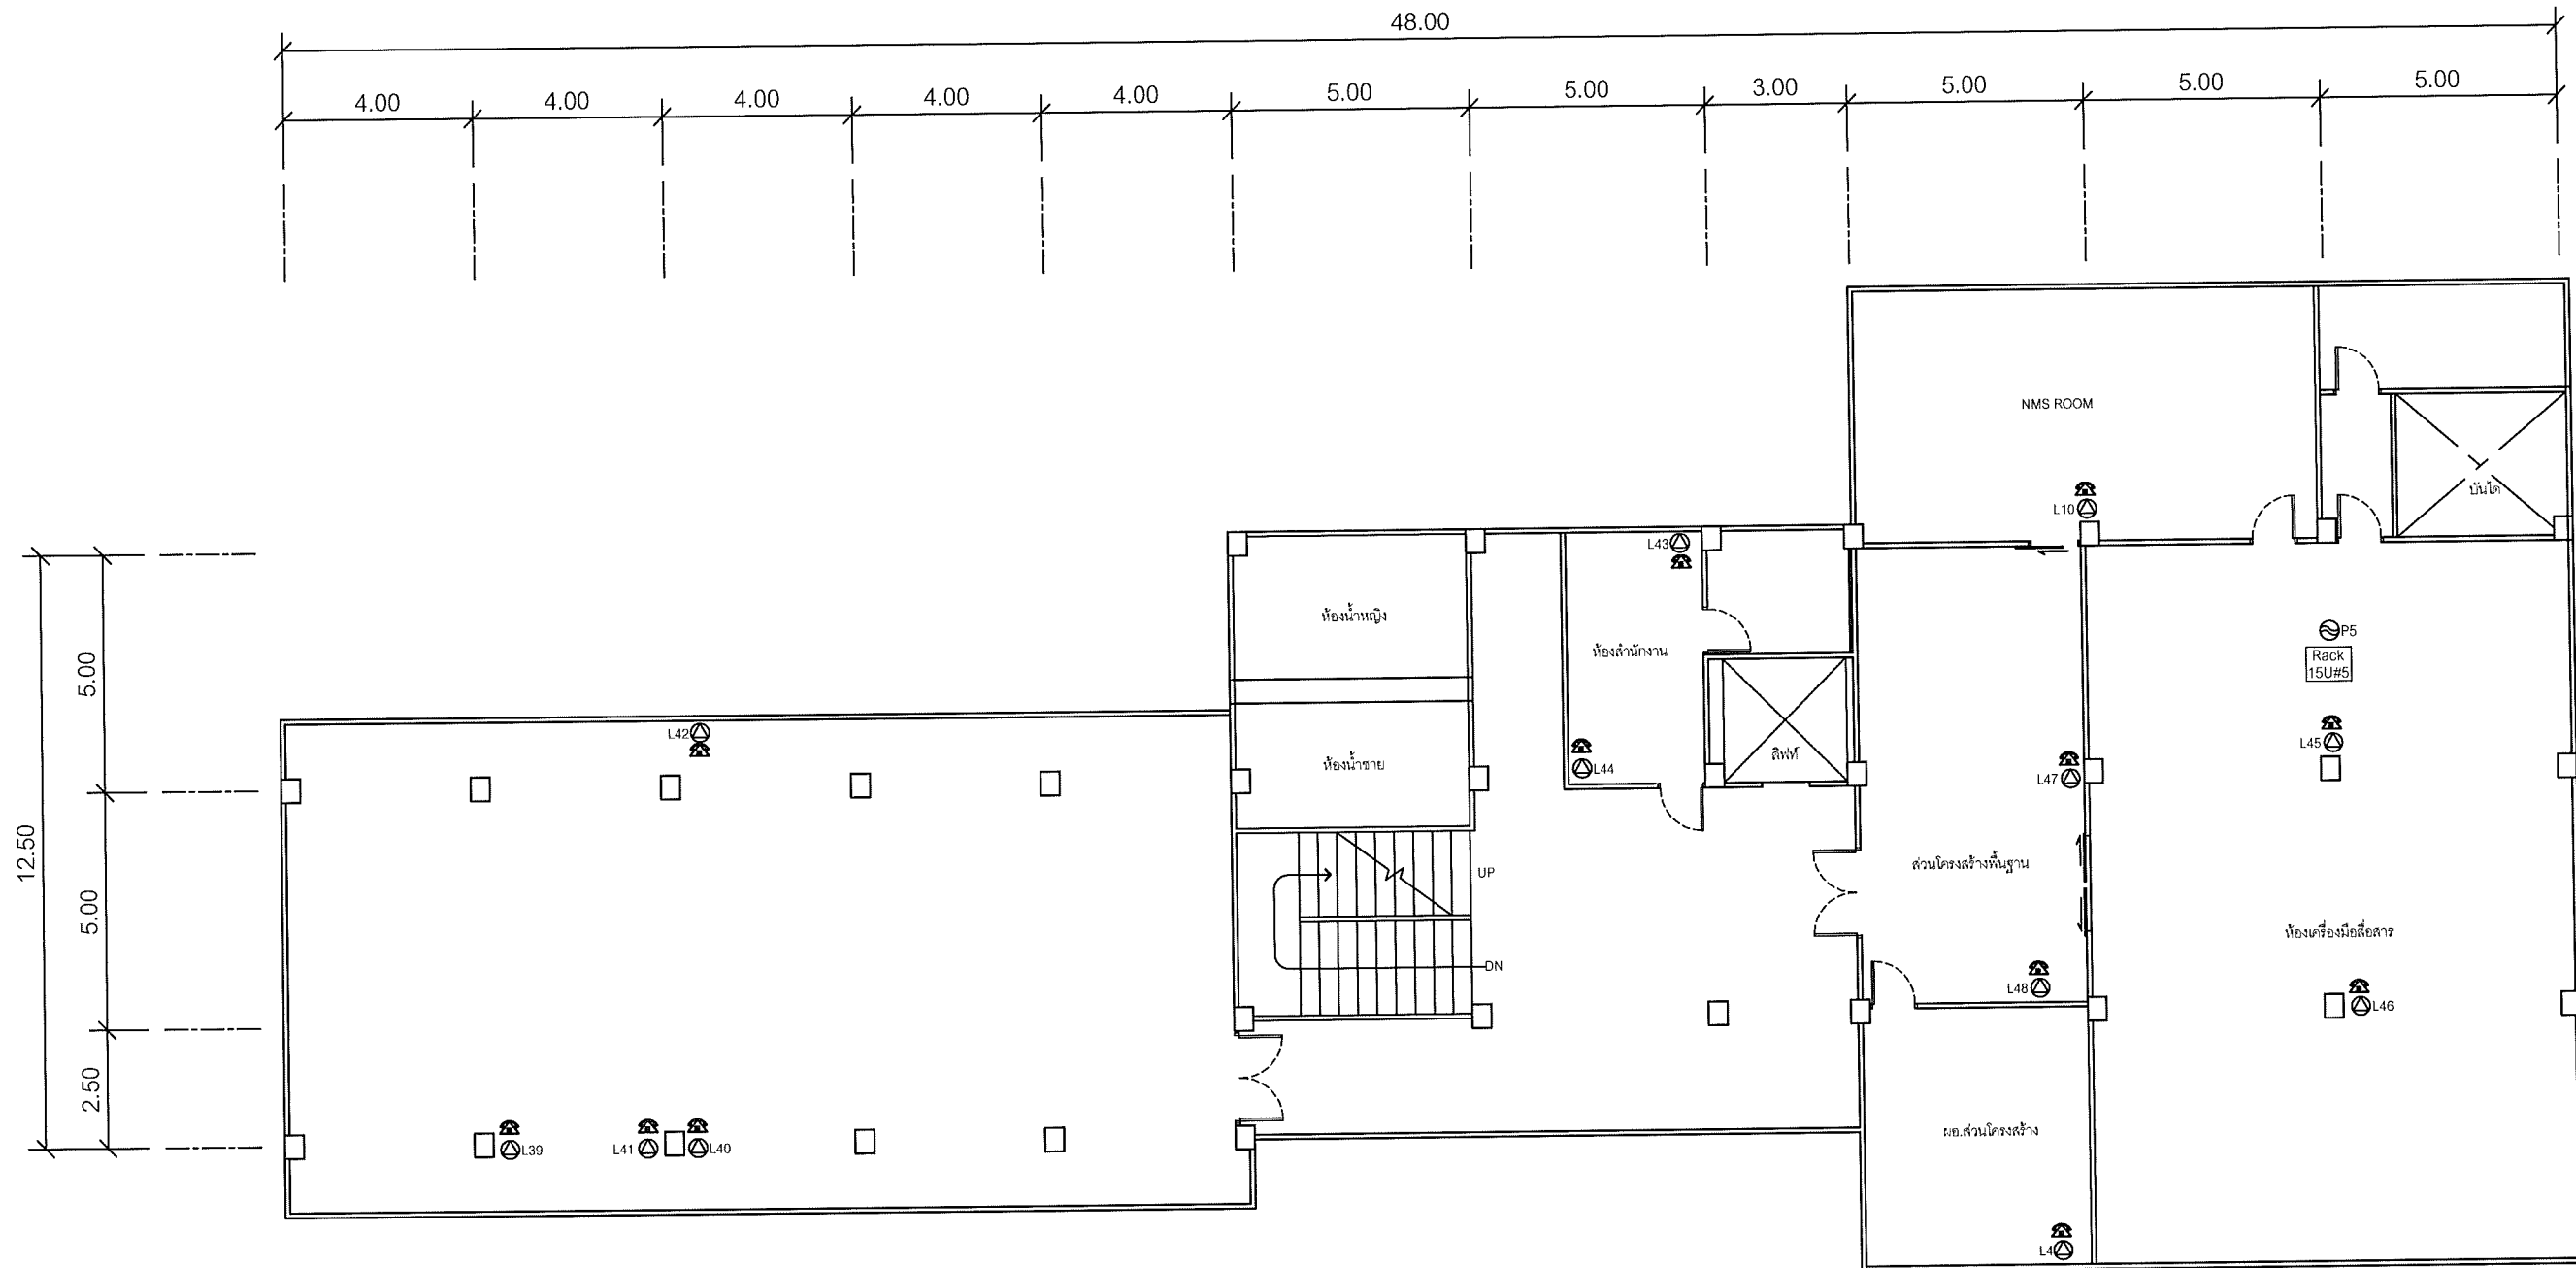 48.00
4.00 4.00 4.00 4.00 4.00 5.00 5.00 3.00 5.00 5.00 5.00
NMS ROOM
บันได
L10
L43
ห้องน้ำหญิง
ห้องสำนักงาน
P5
Rack
15U#5
5.00
L42
ห้องน้ำชาย
L44
ลิฟท์
L47
L45
12.50
5.00
UP
ส่วนโครงสร้างพื้นฐาน
ห้องเครื่องมือสื่อสาร
DN
L48
L46
2.50
L39
L41
L40
ผอ.ส่วนโครงสร้าง
L4